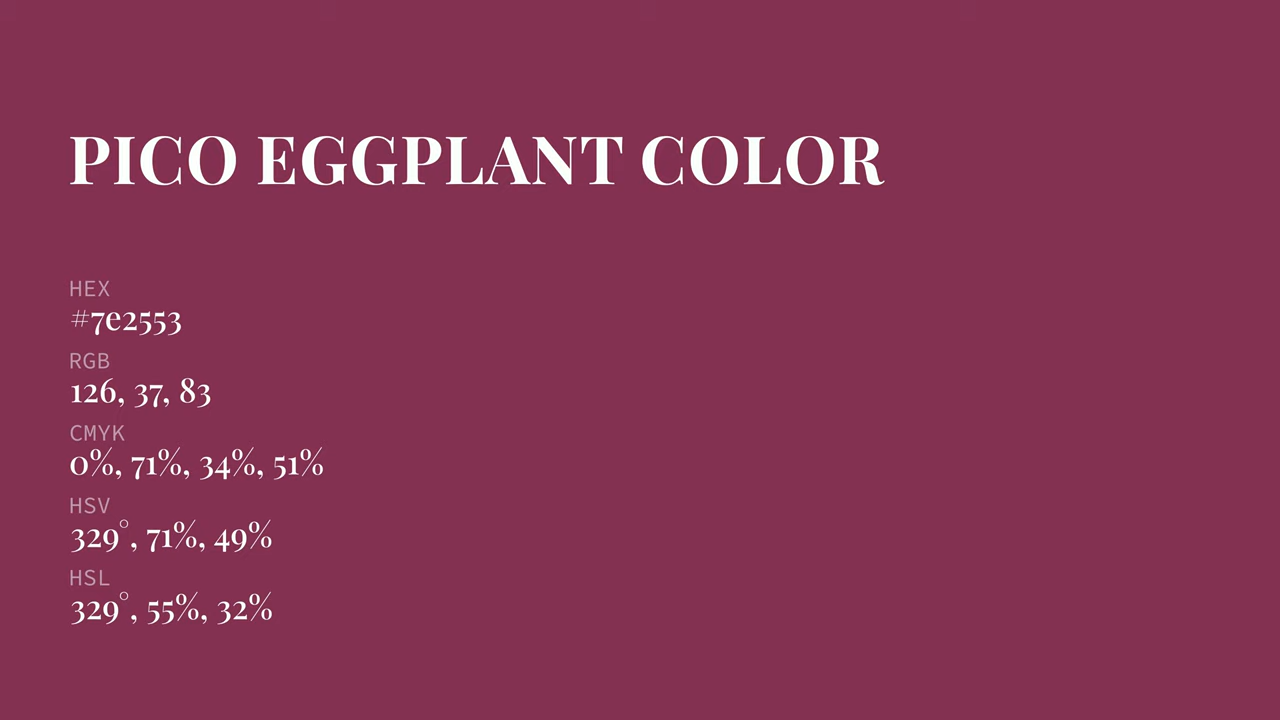 PICO EGGPLANT COLOR
HEX
#7e2553
RGB
126, 37, 83
CMYK
0%, 71%, 34%, 51%
HSV
329°, 71%, 49%
HSL
329°, 55%, 32%